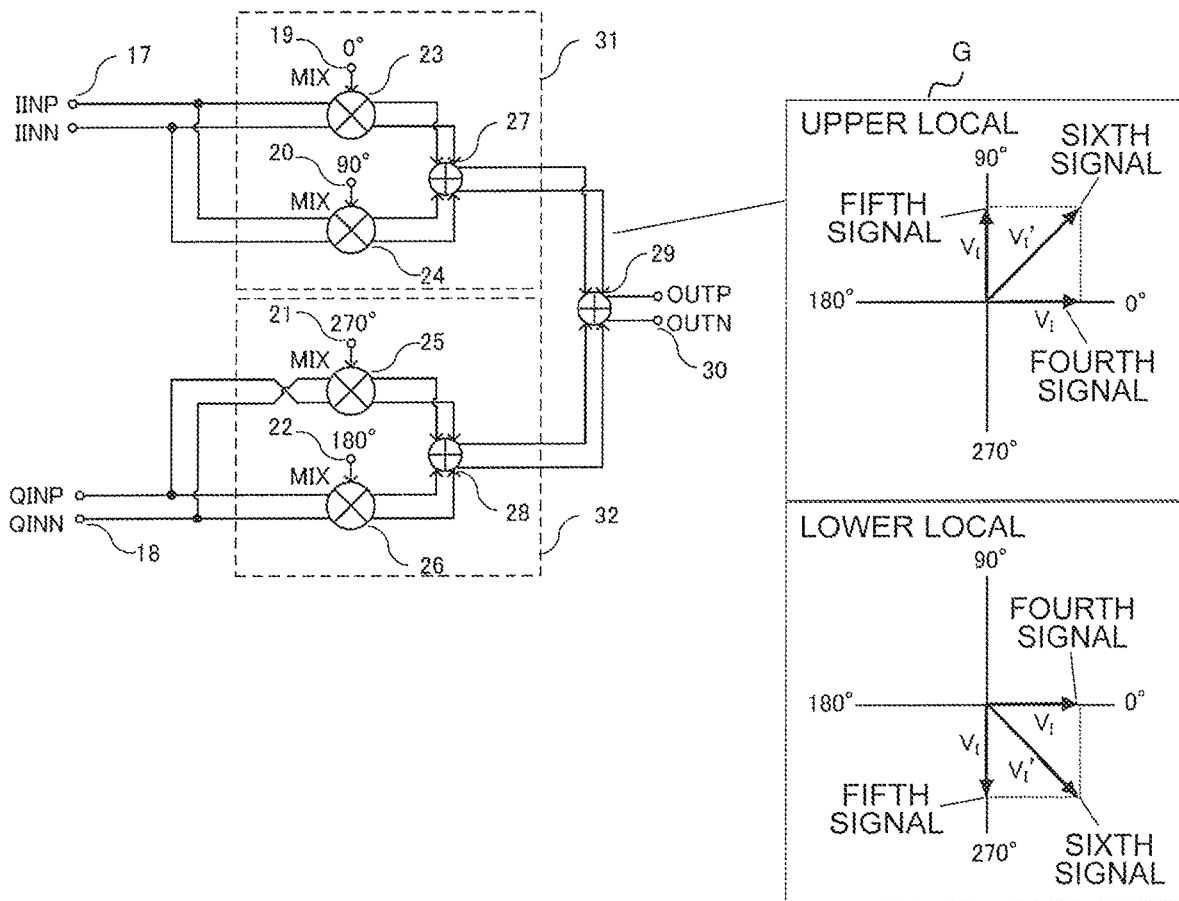 17
IINP
IINN
19
0°
MIX
23
31
20
90°
MIX
24
27
29
OUTP
OUTN
30
21
270°
MIX
25
22
180°
MIX
26
28
32
QINP
QINN
18
G
UPPER LOCAL
90°
SIXTH
SIGNAL
FIFTH
SIGNAL
VI
VI'
180°
0°
VI
FOURTH
SIGNAL
270°
LOWER LOCAL
90°
FOURTH
SIGNAL
180°
0°
VI
VI
VI'
FIFTH
SIGNAL
270°
SIXTH
SIGNAL